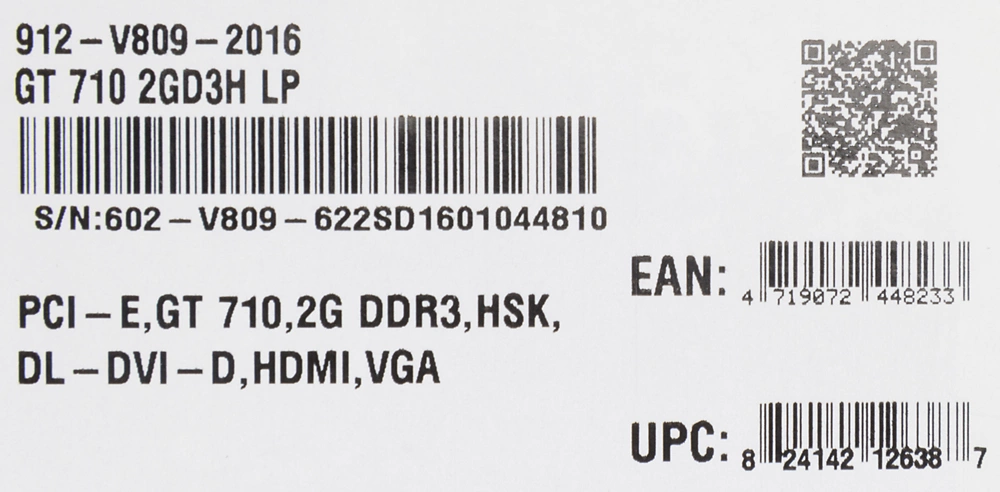 912-V809-2016
GT 710 2GD3H LP
S/N:602-V809-622SD1601044810
PCI-E,GT 710,2G DDR3,HSK,
DL-DVI-D,HDMI,VGA
EAN:
4 719072 448233
UPC:
8 24142 12638 7